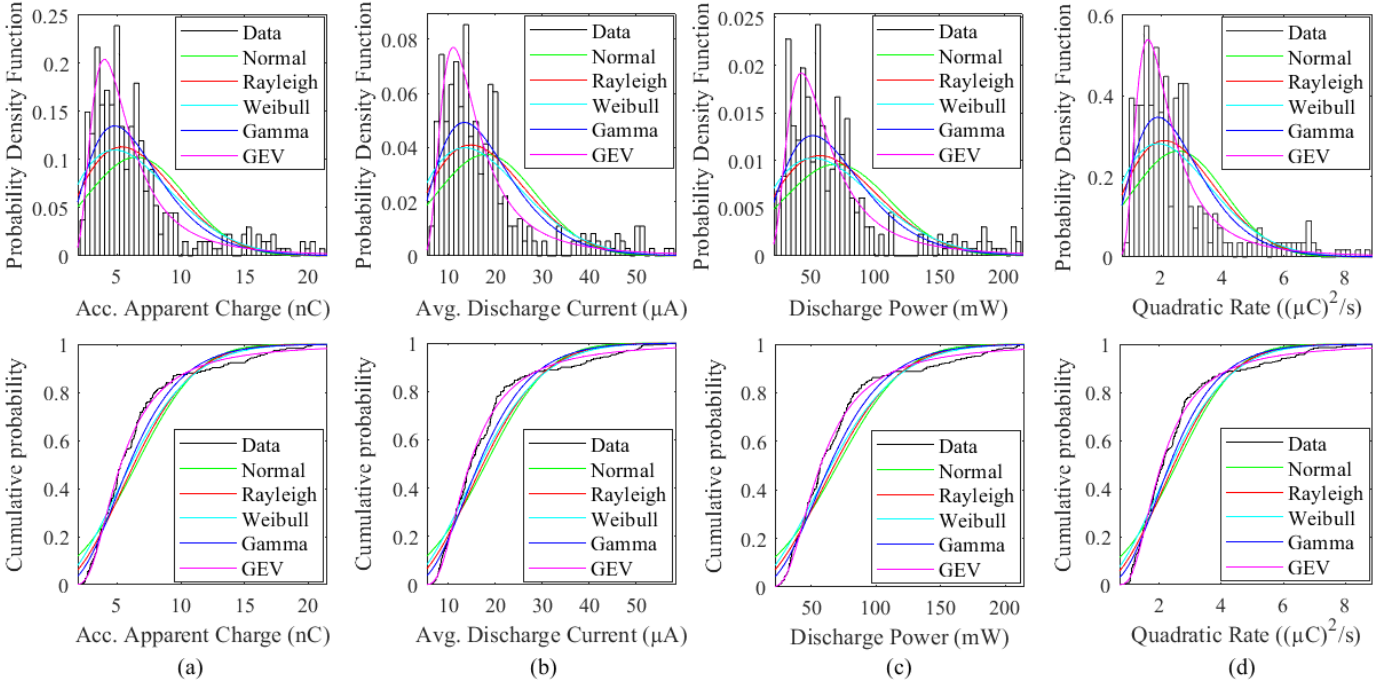 Probability Density Function
0.25
0.2
0.15
0.1
0.05
0
Data
Normal
Rayleigh
Weibull
Gamma
GEV
5
10
15
20
Acc. Apparent Charge (nC)
Probability Density Function
0.08
0.06
0.04
0.02
0
Data
Normal
Rayleigh
Weibull
Gamma
GEV
10
20
30
40
50
Avg. Discharge Current (μA)
Probability Density Function
0.025
0.02
0.015
0.01
0.005
0
Data
Normal
Rayleigh
Weibull
Gamma
GEV
50
100
150
200
Discharge Power (mW)
Probability Density Function
0.6
0.4
0.2
0
Data
Normal
Rayleigh
Weibull
Gamma
GEV
2
4
6
8
Quadratic Rate ((μC)²/s)
Cumulative probability
1
0.8
0.6
0.4
0.2
0
Data
Normal
Rayleigh
Weibull
Gamma
GEV
5
10
15
20
Acc. Apparent Charge (nC)
(a)
Cumulative probability
1
0.8
0.6
0.4
0.2
0
Data
Normal
Rayleigh
Weibull
Gamma
GEV
10
20
30
40
50
Avg. Discharge Current (μA)
(b)
Cumulative probability
1
0.8
0.6
0.4
0.2
0
Data
Normal
Rayleigh
Weibull
Gamma
GEV
50
100
150
200
Discharge Power (mW)
(c)
Cumulative probability
1
0.8
0.6
0.4
0.2
0
Data
Normal
Rayleigh
Weibull
Gamma
GEV
2
4
6
8
Quadratic Rate ((μC)²/s)
(d)